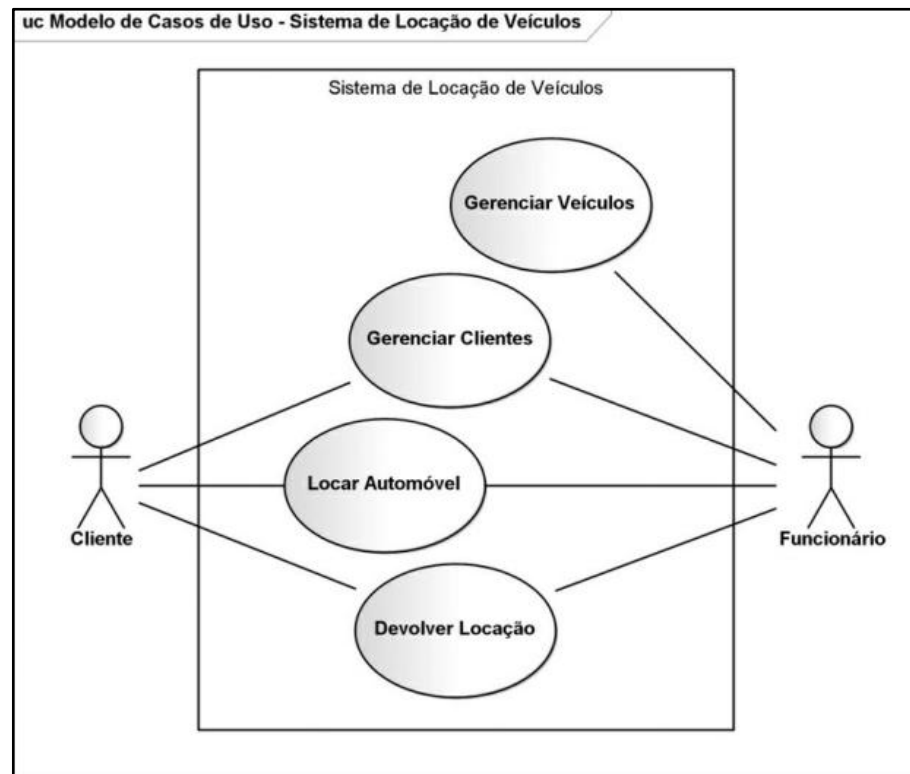 uc Modelo de Casos de Uso - Sistema de Locação de Veículos
Sistema de Locação de Veículos
Gerenciar Veículos
Gerenciar Clientes
Locar Automóvel
Cliente
Funcionário
Devolver Locação